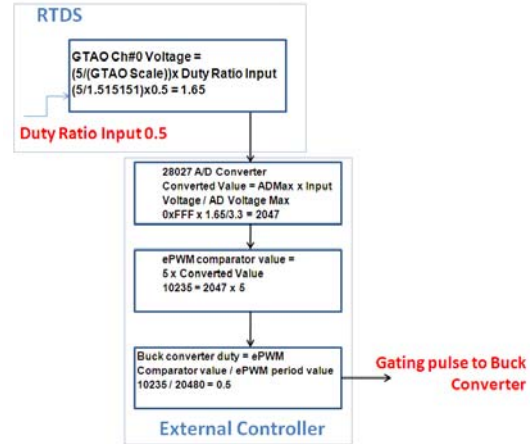 RTDS
GTAO Ch#0 Voltage =
(5/(GTAO Scale))x Duty Ratio Input
(5/1.515151)x0.5 = 1.65
Duty Ratio Input 0.5
28027 A/D Converter
Converted Value = ADMax x Input
Voltage / AD Voltage Max
0xFFF x 1.65/3.3 = 2047
ePWM comparator value =
5 x Converted Value
10235 = 2047 x 5
Buck converter duty = ePWM
Comparator value / ePWM period value
10235 / 20480 = 0.5
Gating pulse to Buck
Converter
External Controller